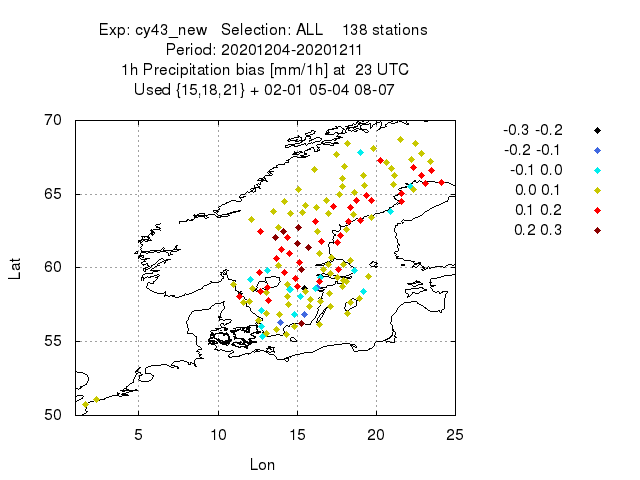 Exp: cy43_new   Selection: ALL    138 stations
Period: 20201204-20201211
1h Precipitation bias [mm/1h] at  23 UTC
Used {15,18,21} + 02-01 05-04 08-07
70
65
60
55
50
Lat
5
10
15
20
25
Lon
-0.3 -0.2
-0.2 -0.1
-0.1 0.0
0.0 0.1
0.1 0.2
0.2 0.3